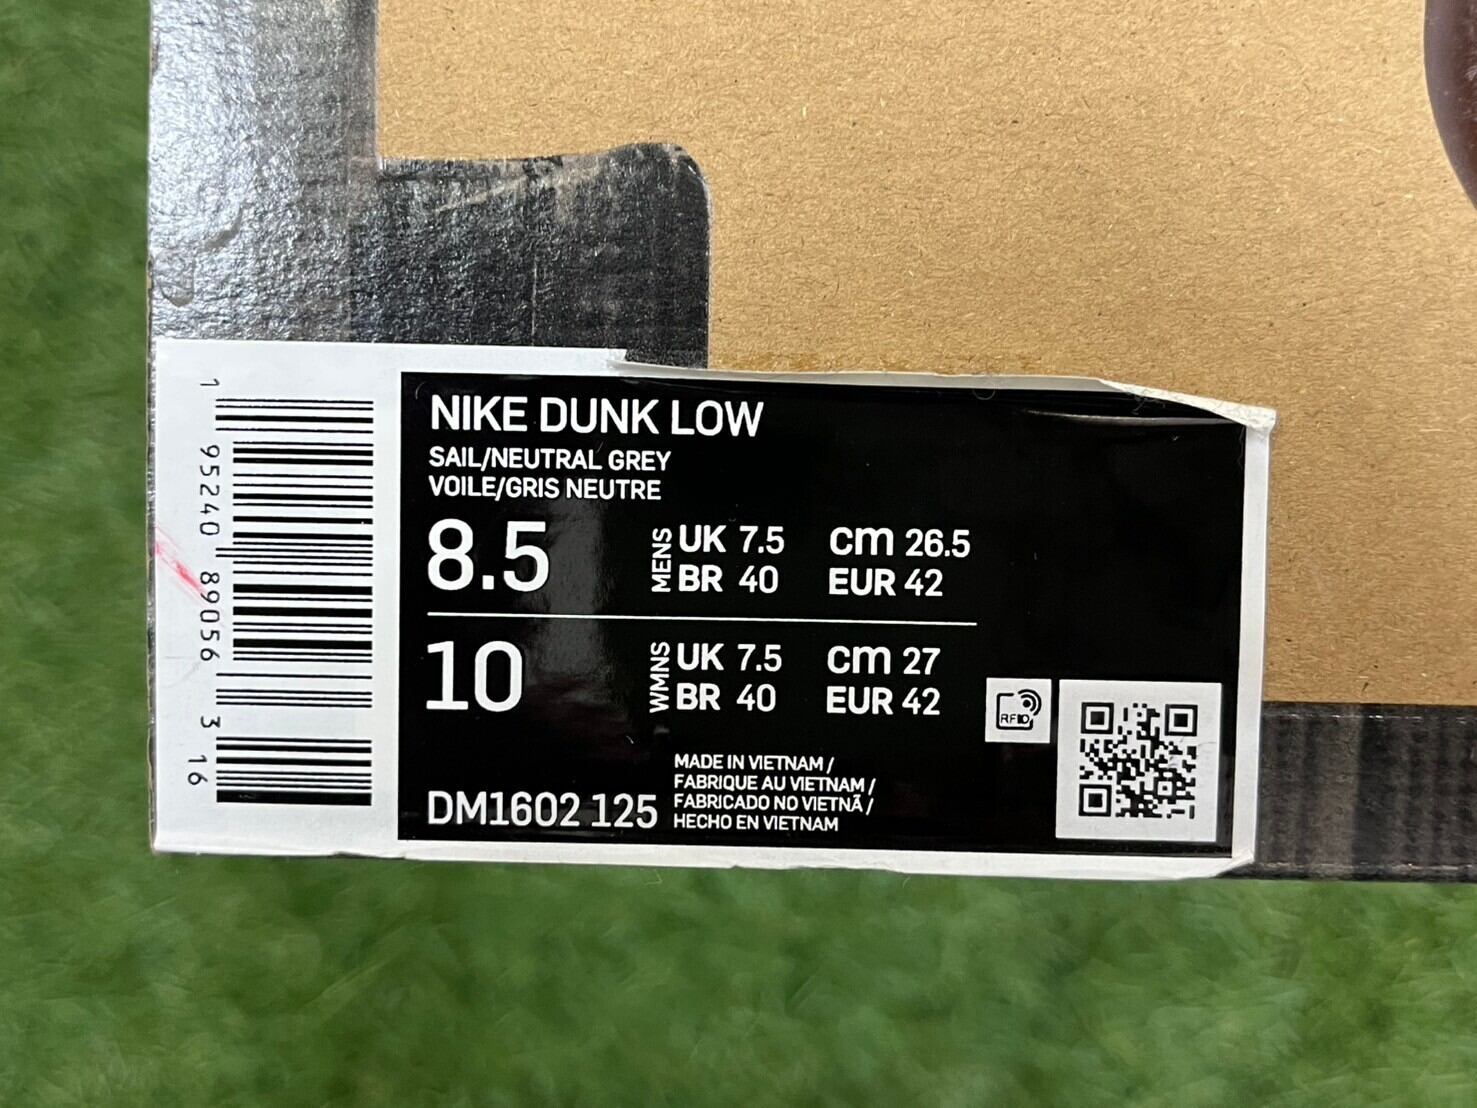 1 95240 89056 3 16
NIKE DUNK LOW
SAIL/NEUTRAL GREY
VOILE/GRIS NEUTRE
8.5 MENS UK 7.5 cm 26.5
BR 40 EUR 42
10 WMNS UK 7.5 cm 27
BR 40 EUR 42
RFID
DM1602 125
MADE IN VIETNAM /
FABRIQUE AU VIETNAM /
FABRICADO NO VIETNÃ /
HECHO EN VIETNAM